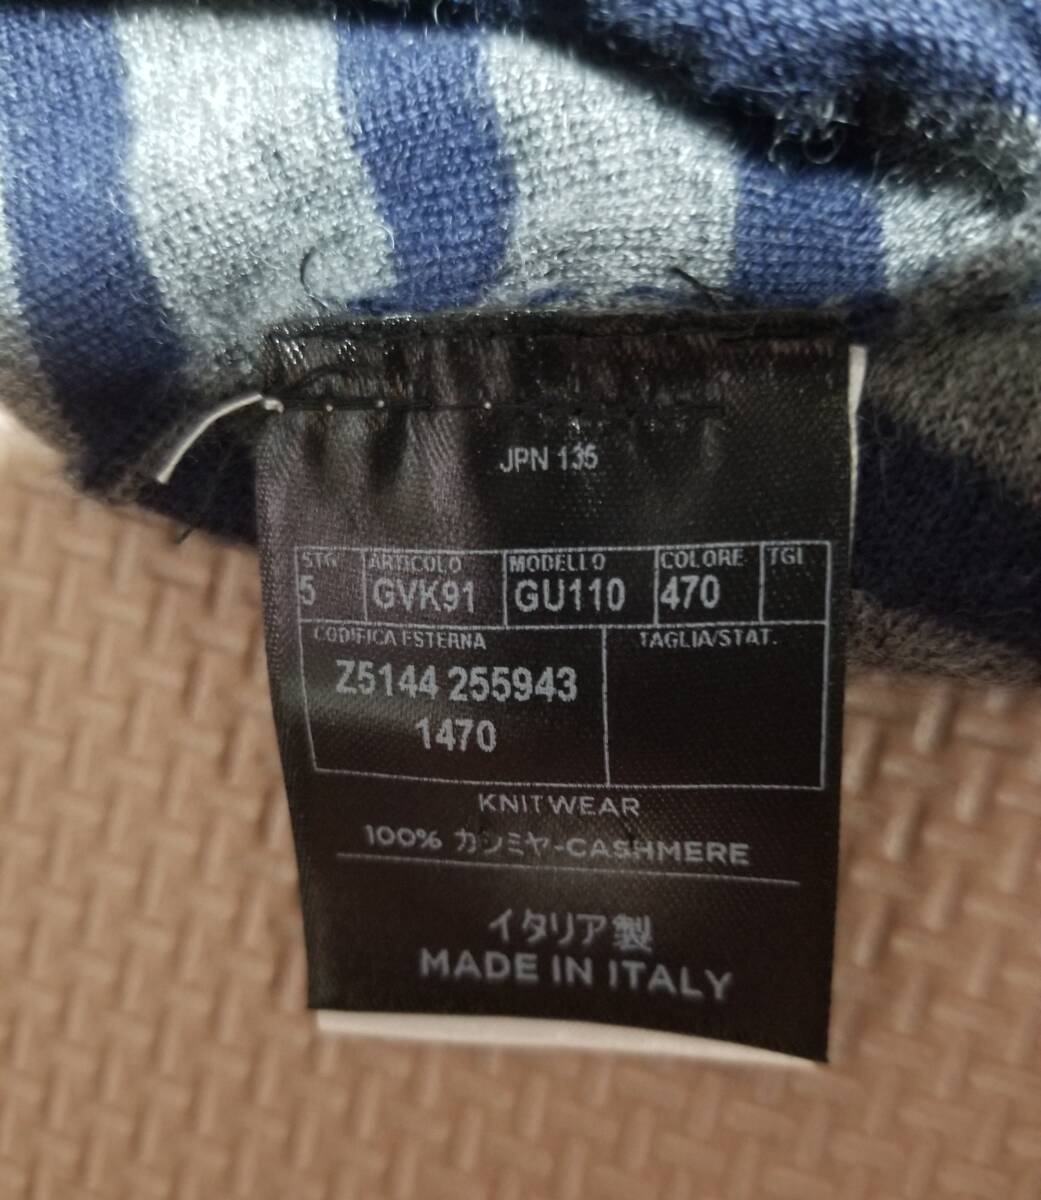 JPN 135
STG ARTICOLO MODELLO COLORE TGL
5 GVK91 GU110 470
CODIFICA ESTERNA TAGLIA/STAT.
Z5144 255943
1470
KNITWEAR
100% カシミヤ-CASHMERE
イタリア製
MADE IN ITALY